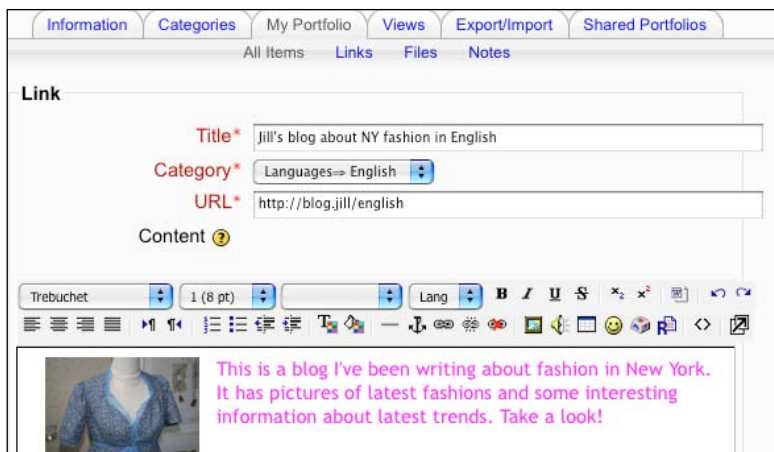 Information Categories My Portfolio Views Export/Import Shared Portfolios
All Items Links Files Notes
Link
Title* Jill's blog about NY fashion in English
Category* Languages⇒ English
URL* http://blog.jill/english
Content ?
Trebuchet 1 (8 pt) Lang B I U S x₂ x²
This is a blog I've been writing about fashion in New York.
It has pictures of latest fashions and some interesting
information about latest trends. Take a look!